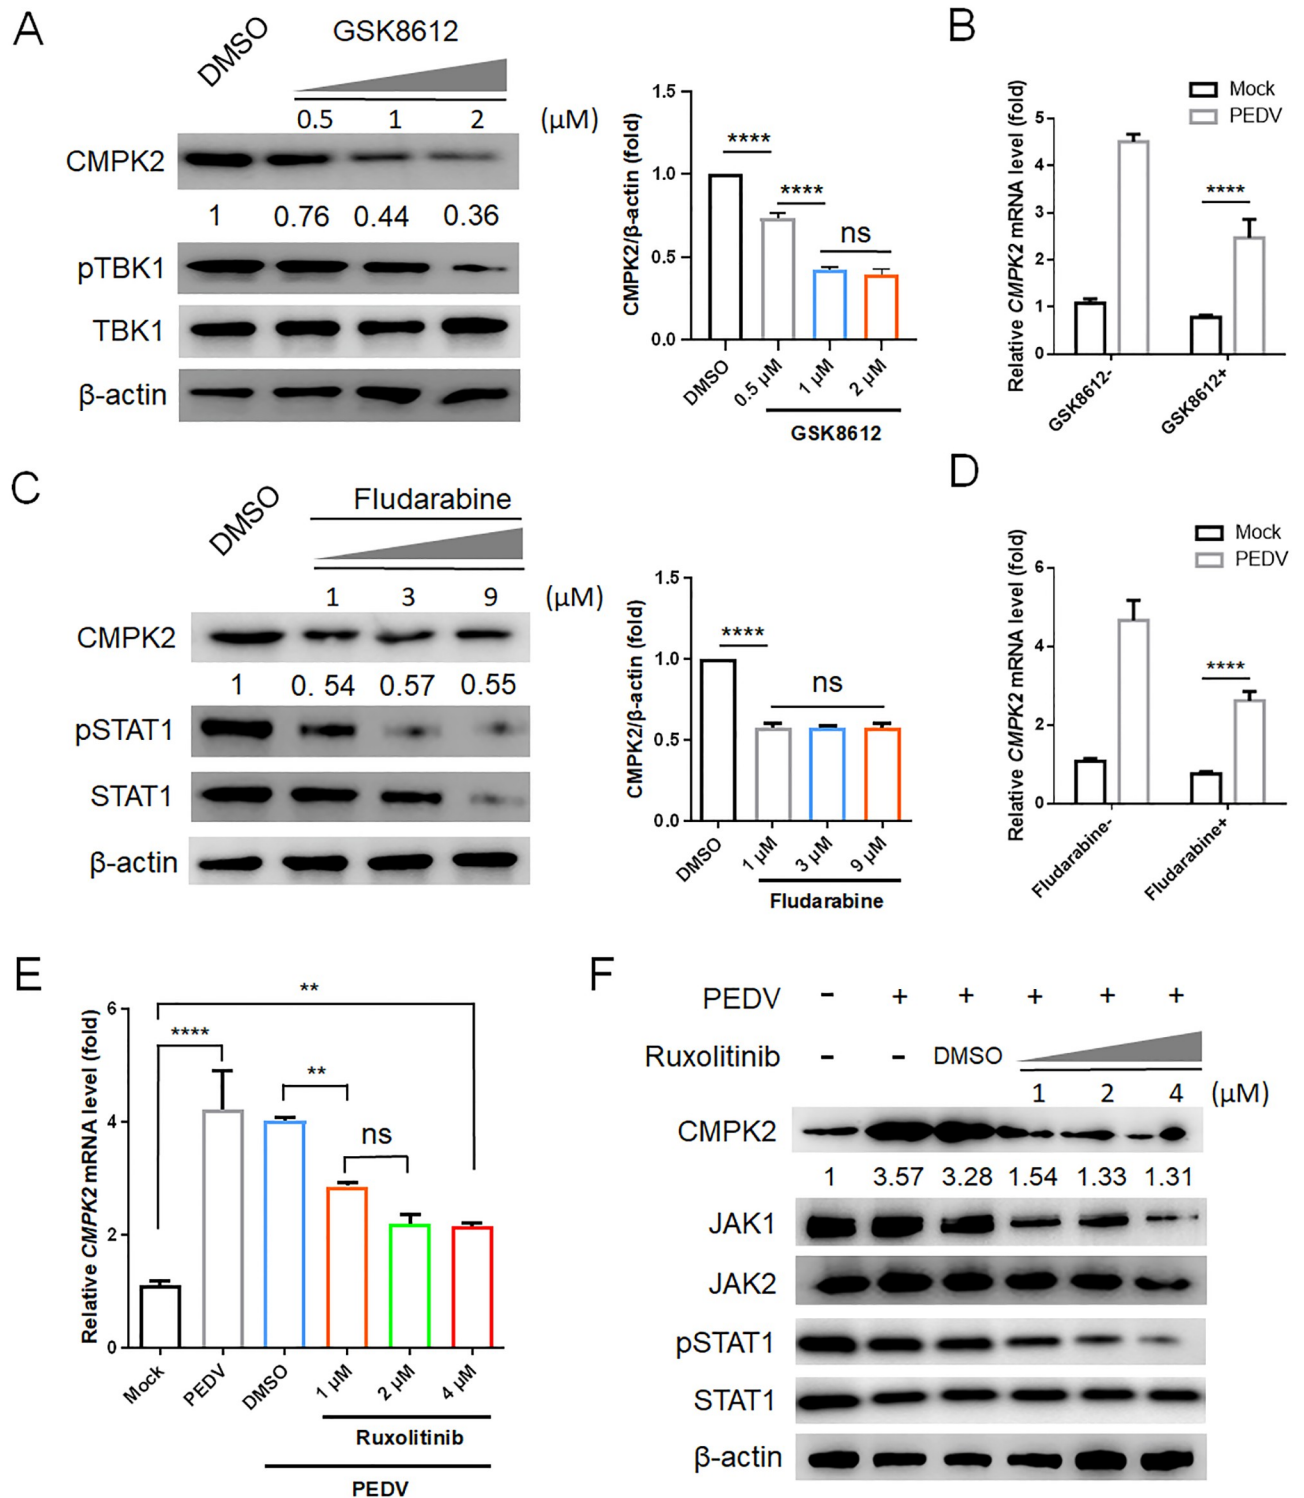 A
DMSO
GSK8612
0.5 1 2 (μM)
CMPK2
1 0.76 0.44 0.36
pTBK1
TBK1
β-actin
CMPK2/β-actin (fold)
1.5
1.0
0.5
0.0
****
****
ns
DMSO
0.5 μM
1 μM
2 μM
GSK8612
B
Mock
PEDV
Relative CMPK2 mRNA level (fold)
5
4
3
2
1
0
****
GSK8612-
GSK8612+
C
DMSO
Fludarabine
1 3 9 (μM)
CMPK2
1 0. 54 0.57 0.55
pSTAT1
STAT1
β-actin
CMPK2/β-actin (fold)
1.5
1.0
0.5
0.0
****
ns
DMSO
1 μM
3 μM
9 μM
Fludarabine
D
Mock
PEDV
Relative CMPK2 mRNA level (fold)
6
4
2
0
****
Fludarabine-
Fludarabine+
E
Relative CMPK2 mRNA level (fold)
6
4
2
0
**
****
**
ns
Mock
PEDV
DMSO
1 μM
2 μM
4 μM
Ruxolitinib
PEDV
F
PEDV - + + + + +
Ruxolitinib - - DMSO
1 2 4 (μM)
CMPK2
1 3.57 3.28 1.54 1.33 1.31
JAK1
JAK2
pSTAT1
STAT1
β-actin